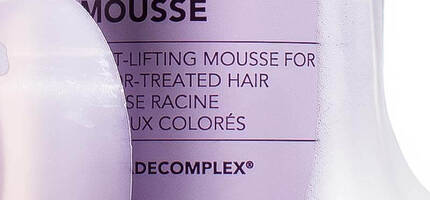 MOUSSE
T-LIFTING MOUSSE FOR
R-TREATED HAIR
SE RACINE
UX COLORÉS
ADECOMPLEX®